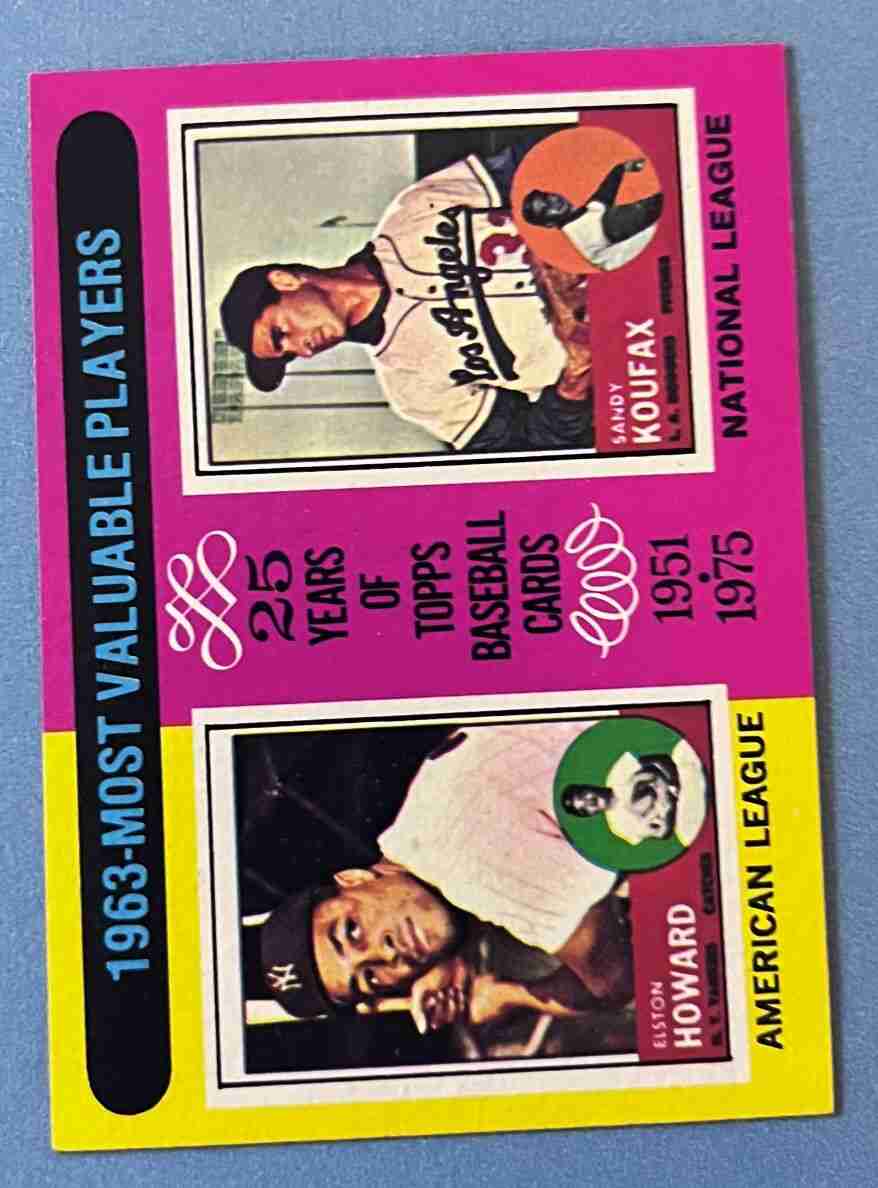 1963-MOST VALUABLE PLAYERS
ELSTON
HOWARD
N. Y. YANKEES CATCHER
AMERICAN LEAGUE
25
YEARS
OF
TOPPS
BASEBALL
CARDS
1951
•
1975
Los Angeles
32
SANDY
KOUFAX
L. A. DODGERS PITCHER
NATIONAL LEAGUE